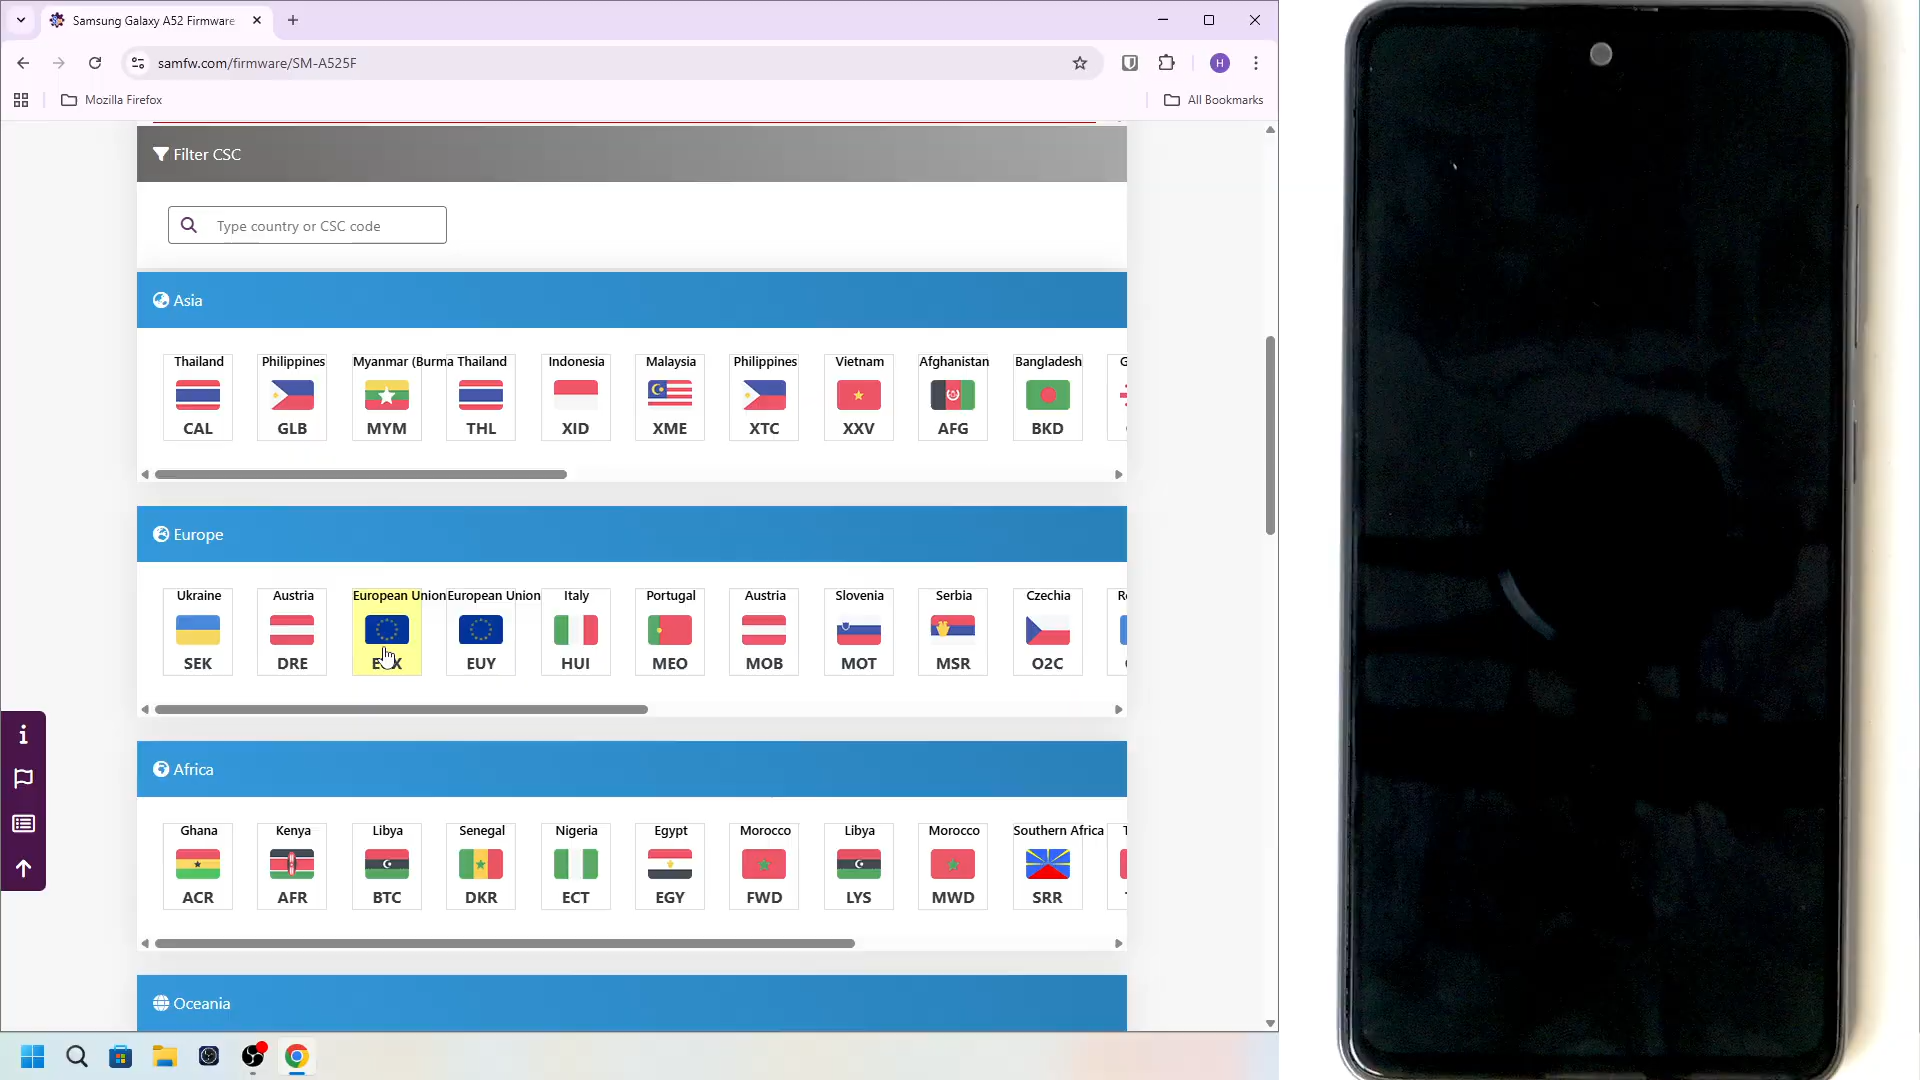 Samsung Galaxy A52 Firmware
samfw.com/firmware/SM-A525F
H
Mozilla Firefox
All Bookmarks
Filter CSC
Type country or CSC code
Asia
Thailand Philippines Myanmar (Burma Thailand Indonesia Malaysia Philippines Vietnam Afghanistan Bangladesh G
CAL GLB MYM THL XID XME XTC XXV AFG BKD
Europe
Ukraine Austria European Union European Union Italy Portugal Austria Slovenia Serbia Czechia R
SEK DRE EUY HUI MEO MOB MOT MSR O2C
Africa
Ghana Kenya Libya Senegal Nigeria Egypt Morocco Libya Morocco Southern Africa T
ACR AFR BTC DKR ECT EGY FWD LYS MWD SRR
Oceania